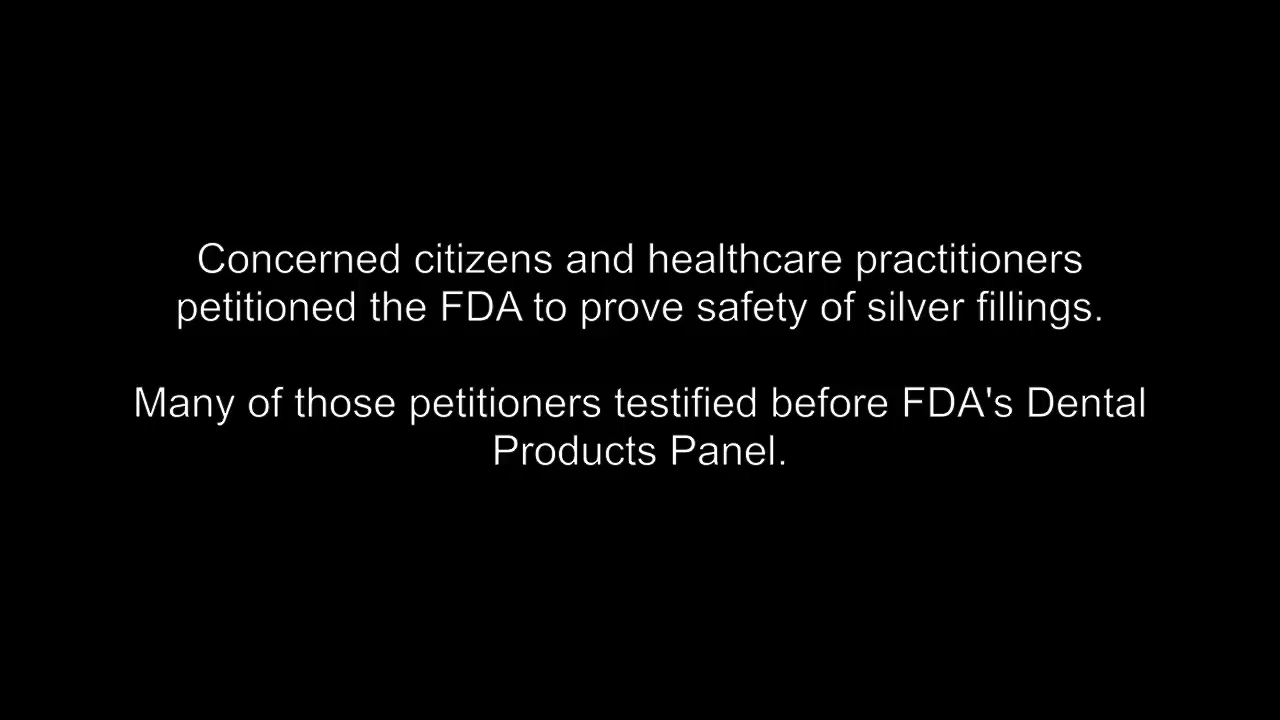 Concerned citizens and healthcare practitioners
petitioned the FDA to prove safety of silver fillings.
Many of those petitioners testified before FDA's Dental
Products Panel.